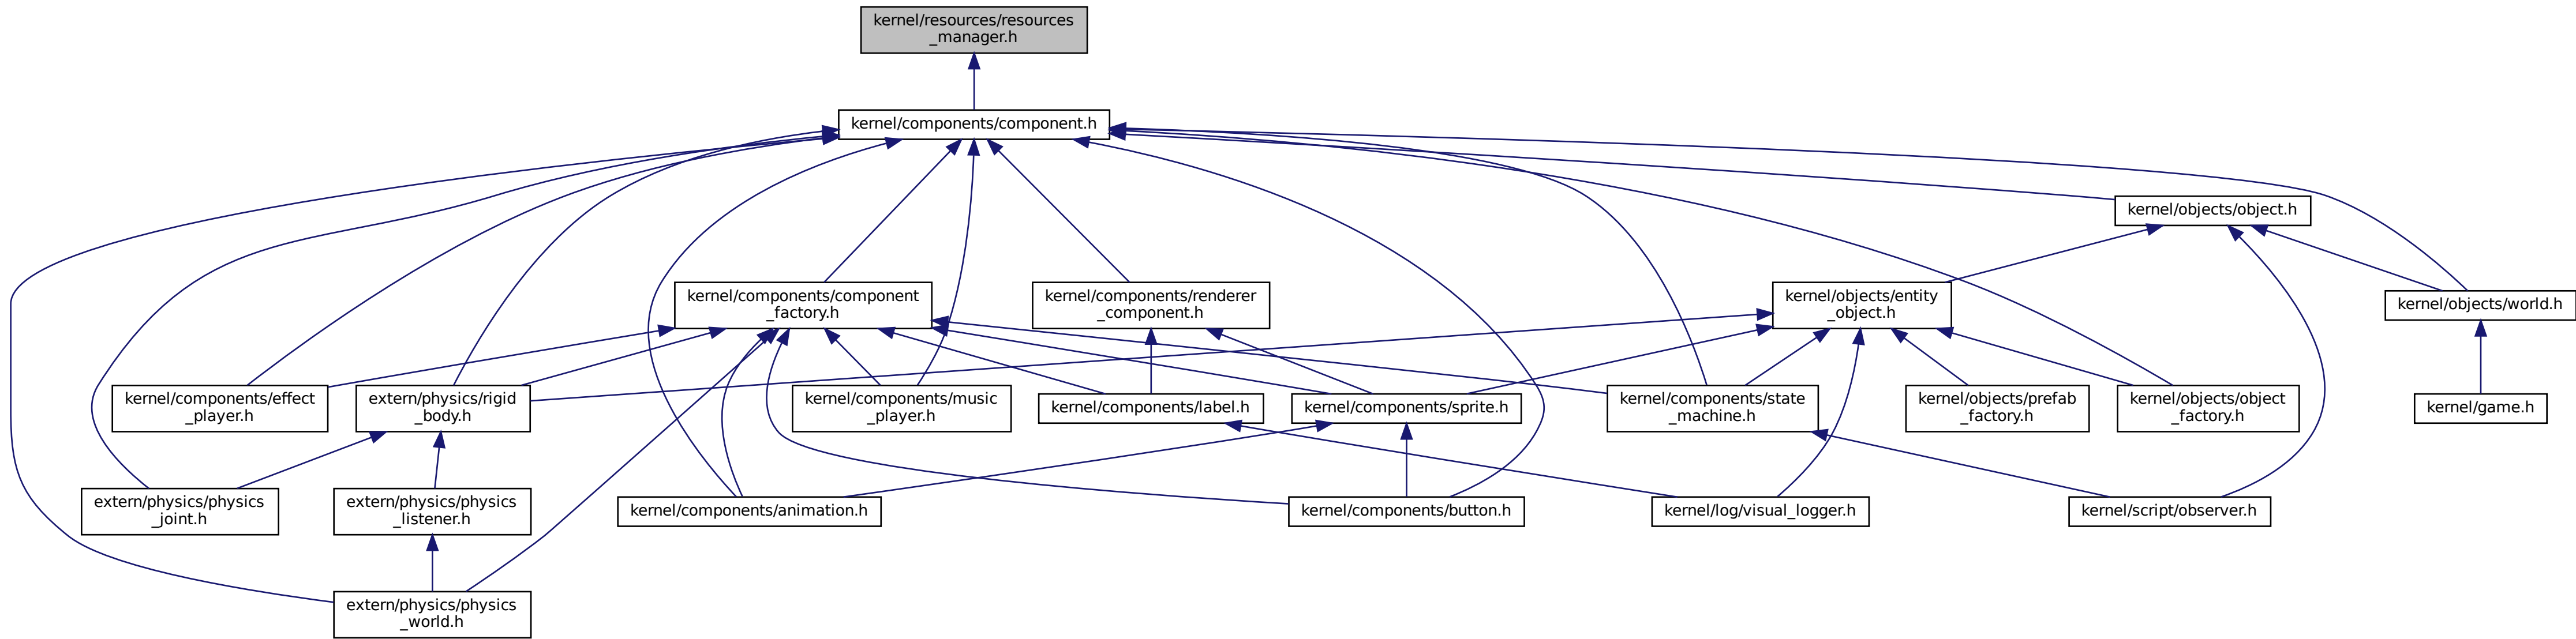 kernel/resources/resources
_manager.h
kernel/components/component.h
kernel/objects/object.h
kernel/components/component
_factory.h
kernel/components/renderer
_component.h
kernel/objects/entity
_object.h
kernel/objects/world.h
kernel/components/effect
_player.h
extern/physics/rigid
_body.h
kernel/components/music
_player.h
kernel/components/label.h
kernel/components/sprite.h
kernel/components/state
_machine.h
kernel/objects/prefab
_factory.h
kernel/objects/object
_factory.h
kernel/game.h
extern/physics/physics
_joint.h
extern/physics/physics
_listener.h
kernel/components/animation.h
kernel/components/button.h
kernel/log/visual_logger.h
kernel/script/observer.h
extern/physics/physics
_world.h